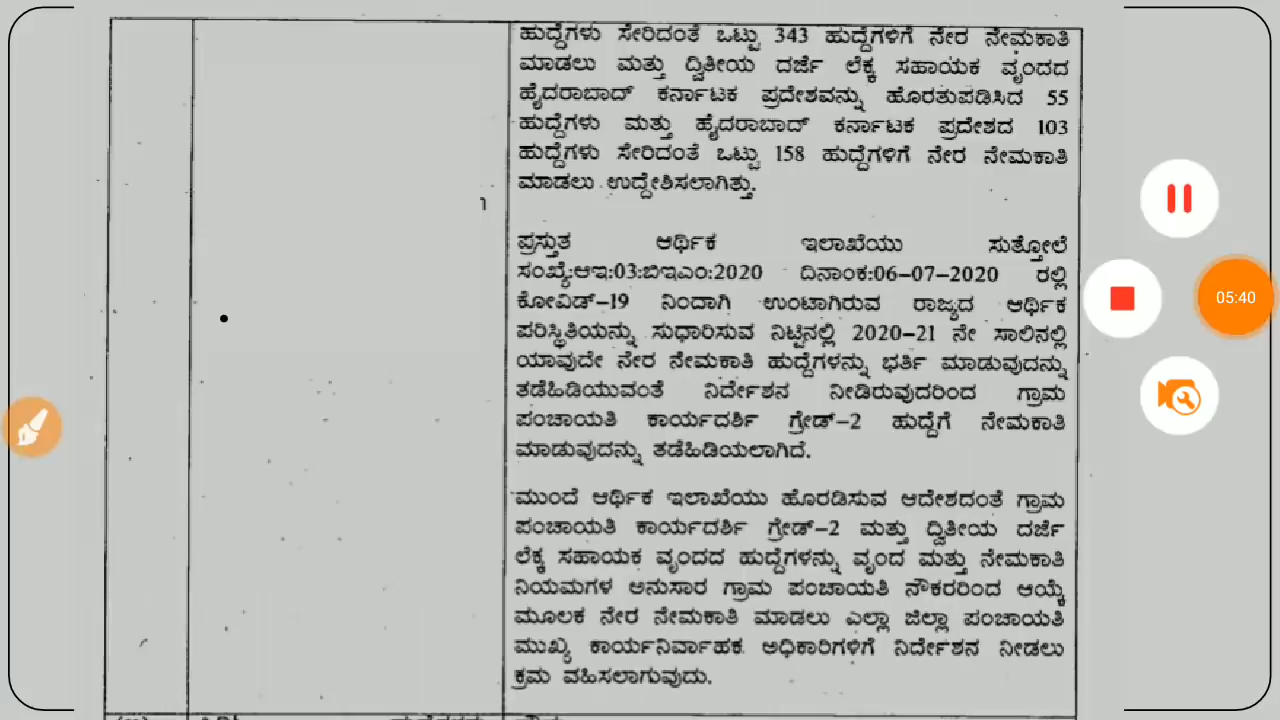 ಹುದ್ದೆಗಳು ಸೇರಿದಂತೆ ಒಟ್ಟು 343 ಹುದ್ದೆಗಳಿಗೆ ನೇರ ನೇಮಕಾತಿ
ಮಾಡಲು ಮತ್ತು ದ್ವಿತೀಯ ದರ್ಜೆ ಲೆಕ್ಕ ಸಹಾಯಕ ವೃಂದದ
ಹೈದರಾಬಾದ್ ಕರ್ನಾಟಕ ಪ್ರದೇಶವನ್ನು ಹೊರತುಪಡಿಸಿದ 55
ಹುದ್ದೆಗಳು ಮತ್ತು ಹೈದರಾಬಾದ್ ಕರ್ನಾಟಕ ಪ್ರದೇಶದ 103
ಹುದ್ದೆಗಳು ಸೇರಿದಂತೆ ಒಟ್ಟು 158 ಹುದ್ದೆಗಳಿಗೆ ನೇರ ನೇಮಕಾತಿ
ಮಾಡಲು ಉದ್ದೇಶಿಸಲಾಗಿತ್ತು.
ಪ್ರಸ್ತುತ ಆರ್ಥಿಕ ಇಲಾಖೆಯು ಸುತ್ತೋಲೆ
ಸಂಖ್ಯೆ:ಆಇ:03:ಬಿಇಎಂ:2020 ದಿನಾಂಕ:06-07-2020 ರಲ್ಲಿ
ಕೋವಿಡ್-19 ನಿಂದಾಗಿ ಉಂಟಾಗಿರುವ ರಾಜ್ಯದ ಆರ್ಥಿಕ
ಪರಿಸ್ಥಿತಿಯನ್ನು ಸುಧಾರಿಸುವ ನಿಟ್ಟಿನಲ್ಲಿ 2020-21 ನೇ ಸಾಲಿನಲ್ಲಿ
ಯಾವುದೇ ನೇರ ನೇಮಕಾತಿ ಹುದ್ದೆಗಳನ್ನು ಭರ್ತಿ ಮಾಡುವುದನ್ನು
ತಡೆಹಿಡಿಯುವಂತೆ ನಿರ್ದೇಶನ ನೀಡಿರುವುದರಿಂದ ಗ್ರಾಮ
ಪಂಚಾಯತಿ ಕಾರ್ಯದರ್ಶಿ ಗ್ರೇಡ್-2 ಹುದ್ದೆಗೆ ನೇಮಕಾತಿ
ಮಾಡುವುದನ್ನು ತಡೆಹಿಡಿಯಲಾಗಿದೆ.
ಮುಂದೆ ಆರ್ಥಿಕ ಇಲಾಖೆಯು ಹೊರಡಿಸುವ ಆದೇಶದಂತೆ ಗ್ರಾಮ
ಪಂಚಾಯತಿ ಕಾರ್ಯದರ್ಶಿ ಗ್ರೇಡ್-2 ಮತ್ತು ದ್ವಿತೀಯ ದರ್ಜೆ
ಲೆಕ್ಕ ಸಹಾಯಕ ವೃಂದದ ಹುದ್ದೆಗಳನ್ನು ವೃಂದ ಮತ್ತು ನೇಮಕಾತಿ
ನಿಯಮಗಳ ಅನುಸಾರ ಗ್ರಾಮ ಪಂಚಾಯತಿ ನೌಕರರಿಂದ ಆಯ್ಕೆ
ಮೂಲಕ ನೇರ ನೇಮಕಾತಿ ಮಾಡಲು ಎಲ್ಲಾ ಜಿಲ್ಲಾ ಪಂಚಾಯತಿ
ಮುಖ್ಯ ಕಾರ್ಯನಿರ್ವಾಹಕ ಅಧಿಕಾರಿಗಳಿಗೆ ನಿರ್ದೇಶನ ನೀಡಲು
ಕ್ರಮ ವಹಿಸಲಾಗುವುದು.
05:40